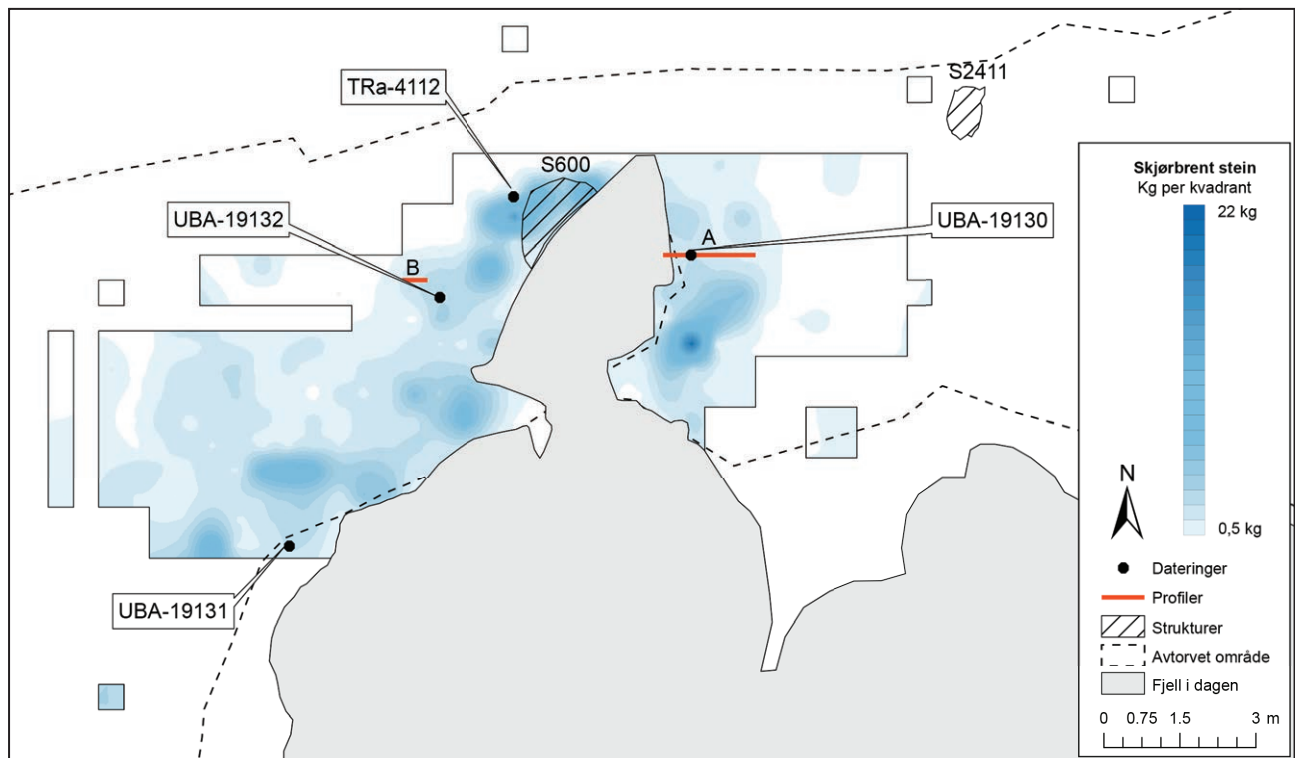 S2411
TRa-4112
S600
UBA-19132
A
UBA-19130
B
UBA-19131
Skjørbrent stein
Kg per kvadrant
22 kg
0,5 kg
N
Dateringer
Profiler
Strukturer
Avtorvet område
Fjell i dagen
0 0.75 1.5 3 m